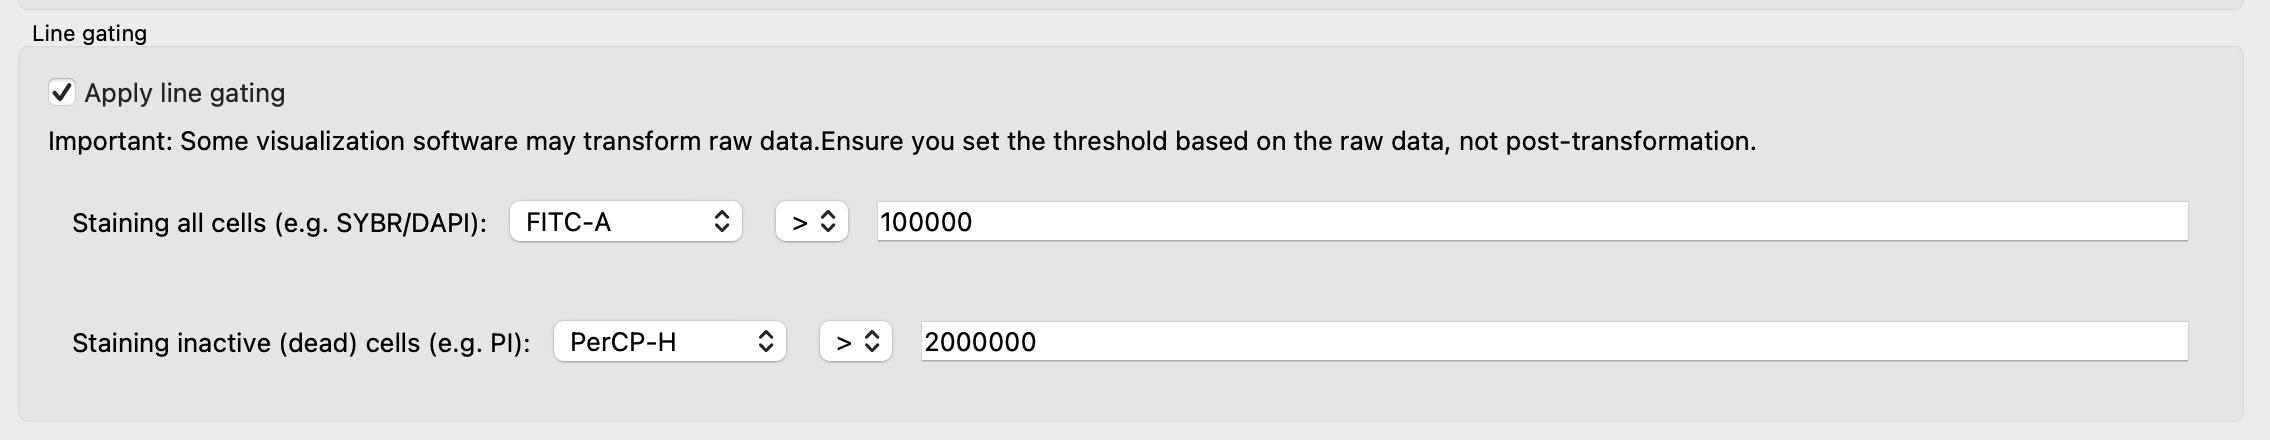 Line gating
Apply line gating
Important: Some visualization software may transform raw data.Ensure you set the threshold based on the raw data, not post-transformation.
Staining all cells (e.g. SYBR/DAPI): FITC-A > 100000
Staining inactive (dead) cells (e.g. PI): PerCP-H > 2000000